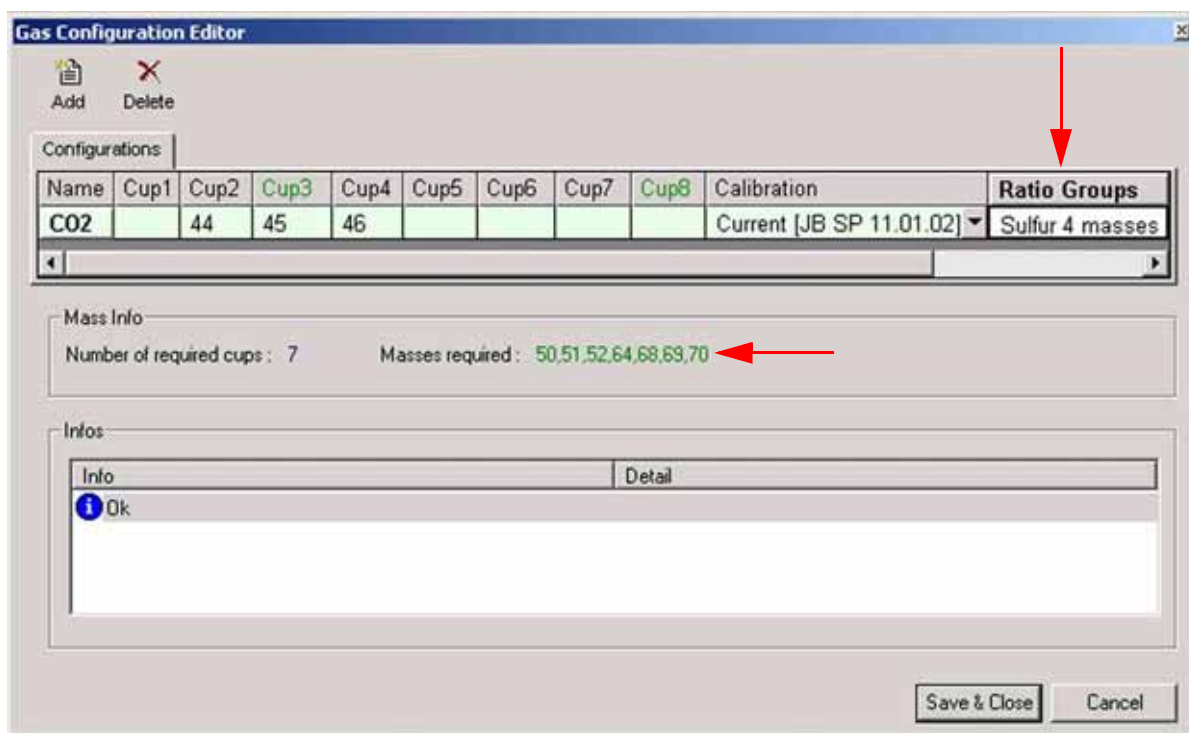 Gas Configuration Editor
Add Delete
Configurations
Name Cup1 Cup2 Cup3 Cup4 Cup5 Cup6 Cup7 Cup8 Calibration Ratio Groups
CO2 44 45 46 Current [JB SP 11.01.02] Sulfur 4 masses
Mass Info
Number of required cups : 7 Masses required : 50,51,52,64,68,69,70
Infos
Info Detail
Ok
Save & Close Cancel